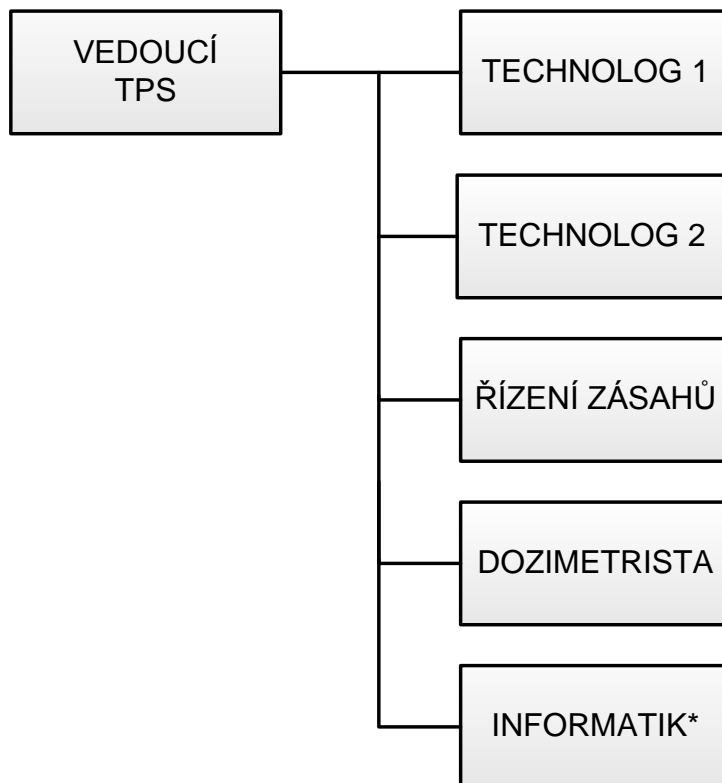 VEDOUCÍ
TPS
TECHNOLOG 1
TECHNOLOG 2
ŘÍZENÍ ZÁSAHŮ
DOZIMETRISTA
INFORMATIK*